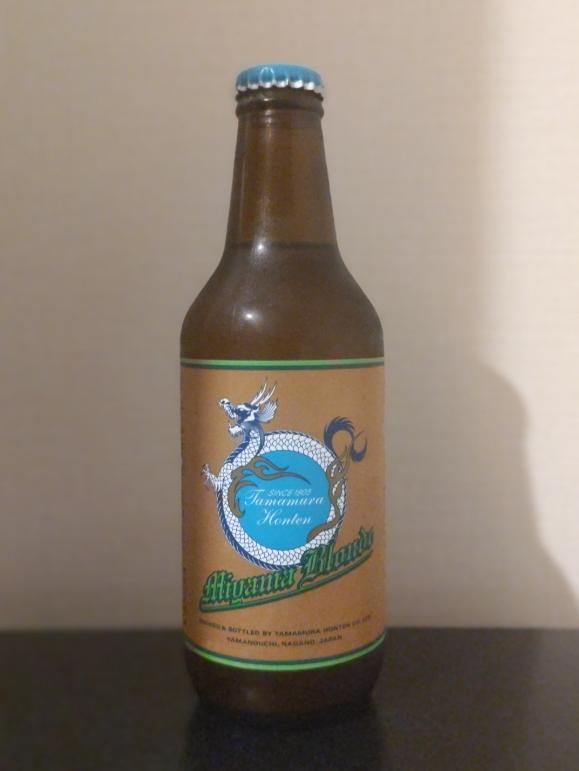 SINCE 1805
Tamamura
Honten
Miyama Blonde
BREWED & BOTTLED BY TAMAMURA HONTEN CO. LTD.
YAMANOUCHI, NAGANO, JAPAN